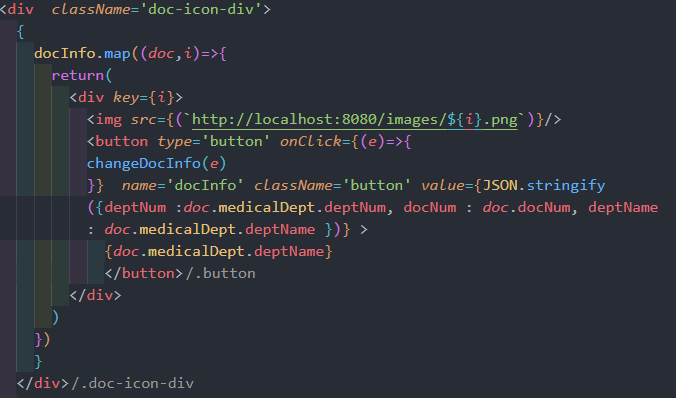 <div  className='doc-icon-div'>
{
docInfo.map((doc,i)=>{
return(
<div key={i}>
<img src={(`http://localhost:8080/images/${i}.png`)}/>
<button type='button' onClick={(e)=>{
changeDocInfo(e)
}}  name='docInfo' className='button' value={JSON.stringify
({deptNum :doc.medicalDept.deptNum, docNum : doc.docNum, deptName
: doc.medicalDept.deptName })} >
{doc.medicalDept.deptName}
</button>/.button
</div>
)
})
}
</div>/.doc-icon-div